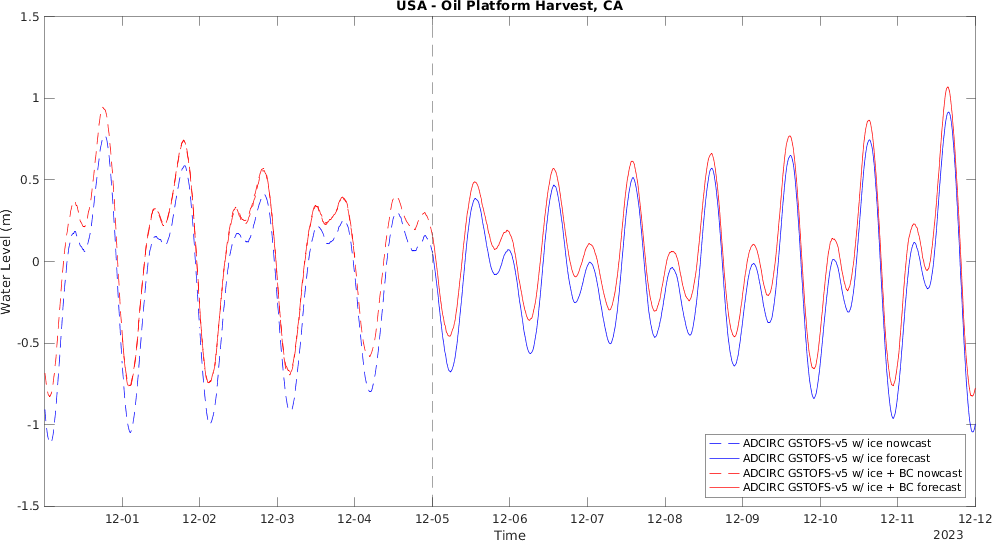 USA - Oil Platform Harvest, CA
1.5
1
0.5
0
-0.5
-1
-1.5
Water Level (m)
12-01 12-02 12-03 12-04 12-05 12-06 12-07 12-08 12-09 12-10 12-11 12-12
Time
2023
ADCIRC GSTOFS-v5 w/ ice nowcast
ADCIRC GSTOFS-v5 w/ ice forecast
ADCIRC GSTOFS-v5 w/ ice + BC nowcast
ADCIRC GSTOFS-v5 w/ ice + BC forecast